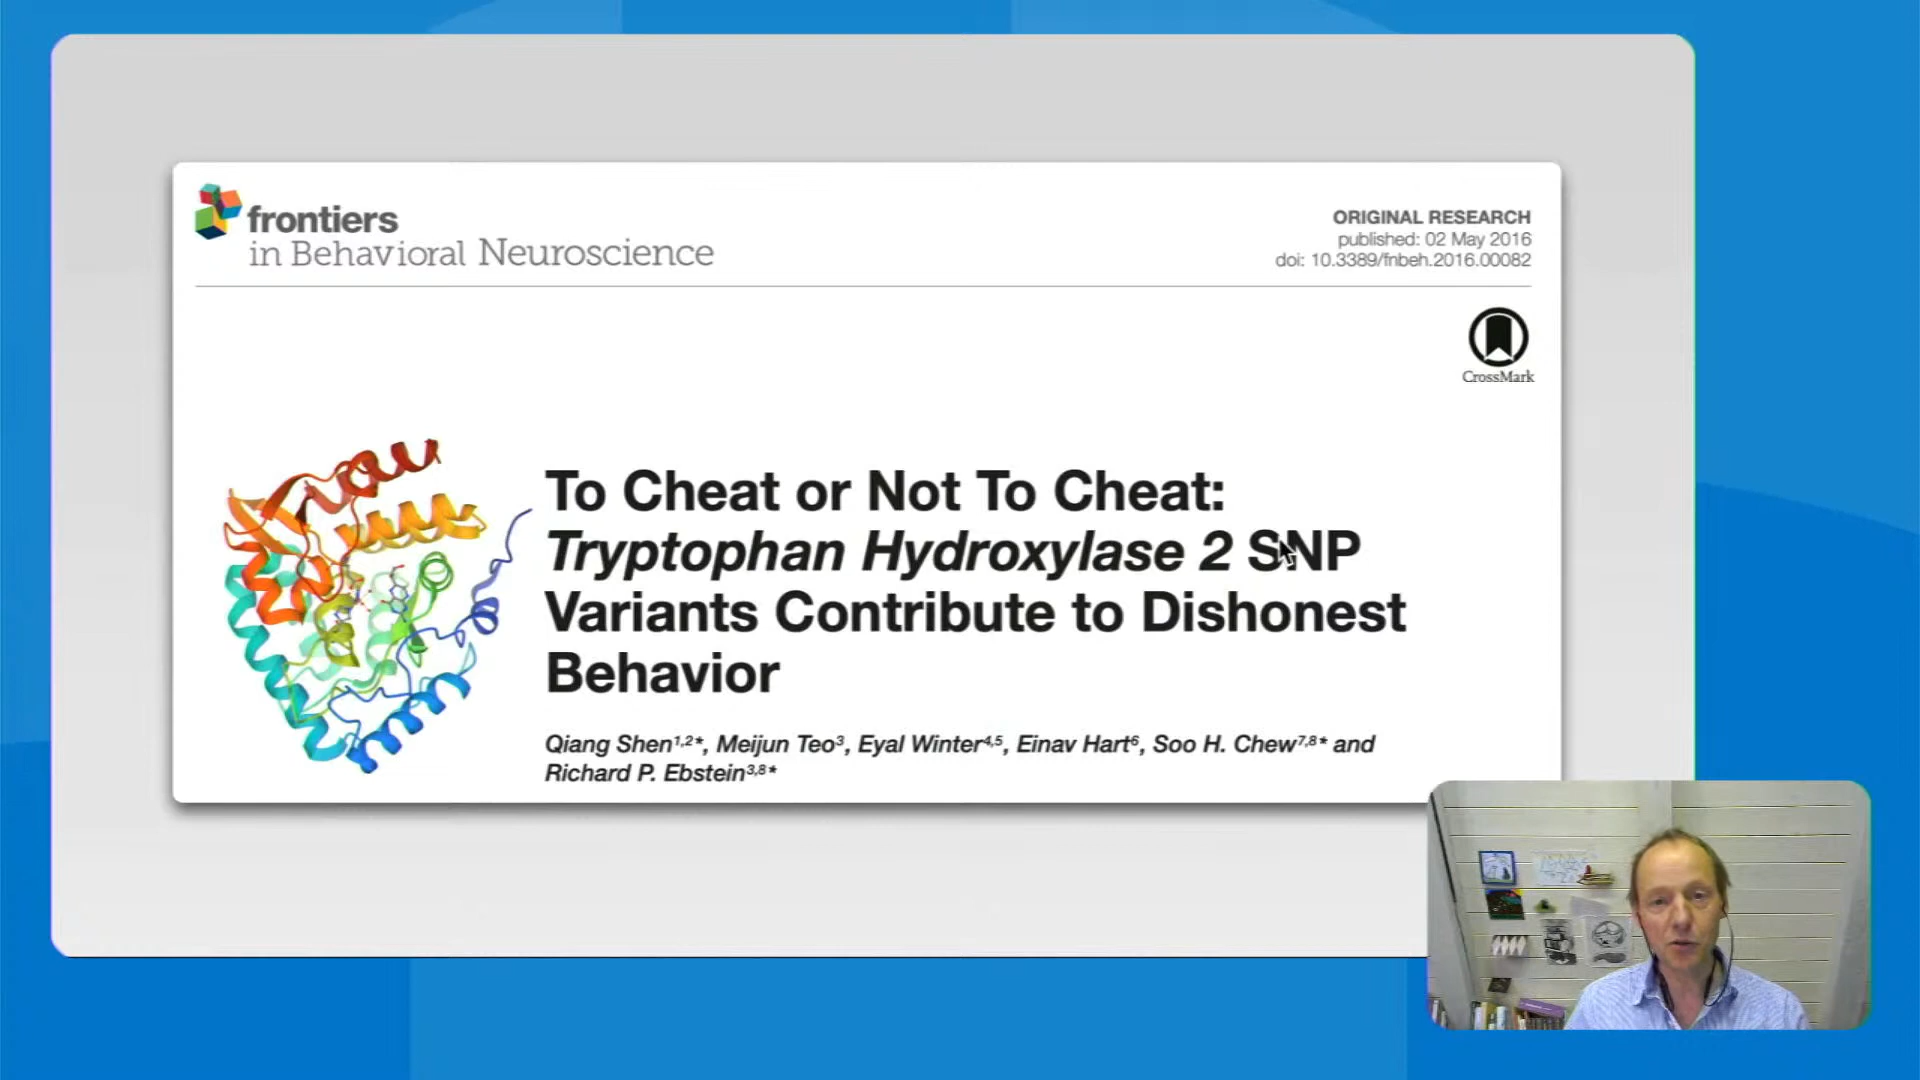 frontiers
in Behavioral Neuroscience
ORIGINAL RESEARCH
published: 02 May 2016
doi: 10.3389/fnbeh.2016.00082
CrossMark
To Cheat or Not To Cheat:
Tryptophan Hydroxylase 2 SNP
Variants Contribute to Dishonest
Behavior
Qiang Shen1,2*, Meijun Teo3, Eyal Winter4,5, Einav Hart6, Soo H. Chew7,8* and
Richard P. Ebstein3,8*